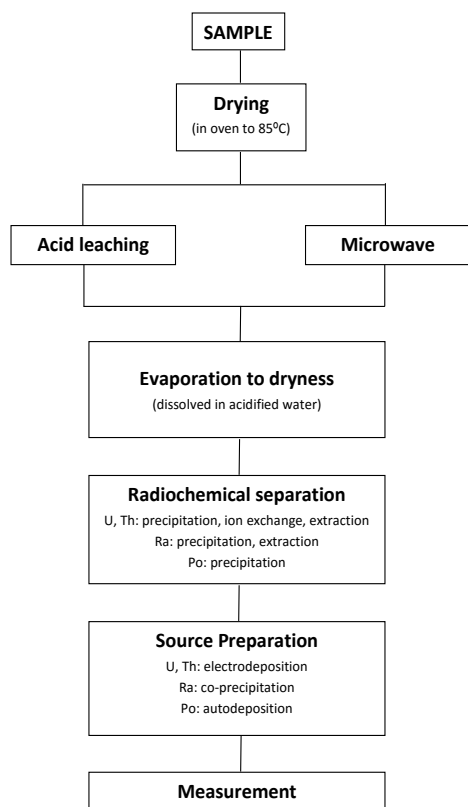 SAMPLE
Drying
(in oven to 85⁰C)
Acid leaching
Microwave
Evaporation to dryness
(dissolved in acidified water)
Radiochemical separation
U, Th: precipitation, ion exchange, extraction
Ra: precipitation, extraction
Po: precipitation
Source Preparation
U, Th: electrodeposition
Ra: co-precipitation
Po: autodeposition
Measurement